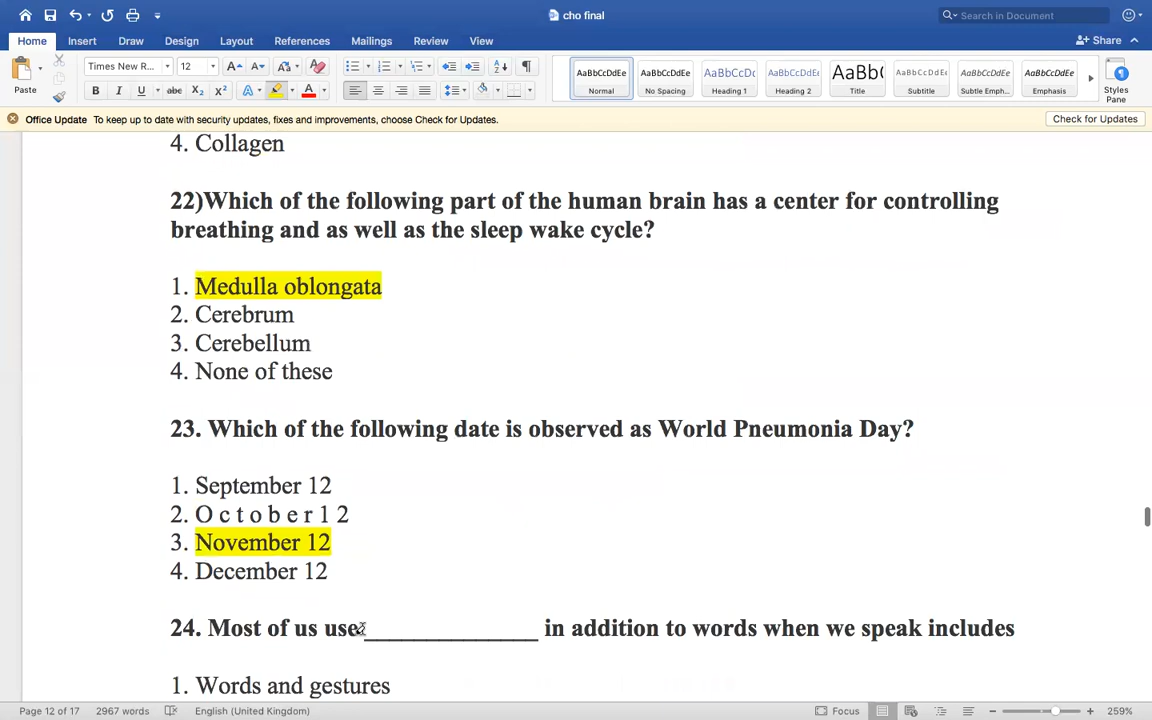 cho final
Search in Document
Home Insert Draw Design Layout References Mailings Review View
Share
Paste
Times New R... 12
AaBbCcDdEe AaBbCcDdEe AaBbCcDc AaBbCcDdEe AaBb( AaBbCcDdEe AaBbCcDdEe AaBbCcDdEe
Normal No Spacing Heading 1 Heading 2 Title Subtitle Subtle Emph... Emphasis
Styles
Pane
Office Update To keep up to date with security updates, fixes and improvements, choose Check for Updates.
Check for Updates
4. Collagen
22)Which of the following part of the human brain has a center for controlling
breathing and as well as the sleep wake cycle?
1. Medulla oblongata
2. Cerebrum
3. Cerebellum
4. None of these
23. Which of the following date is observed as World Pneumonia Day?
1. September 12
2. O c t o b e r 1 2
3. November 12
4. December 12
24. Most of us use______________ in addition to words when we speak includes
1. Words and gestures
Page 12 of 17 2967 words English (United Kingdom)
Focus
259%